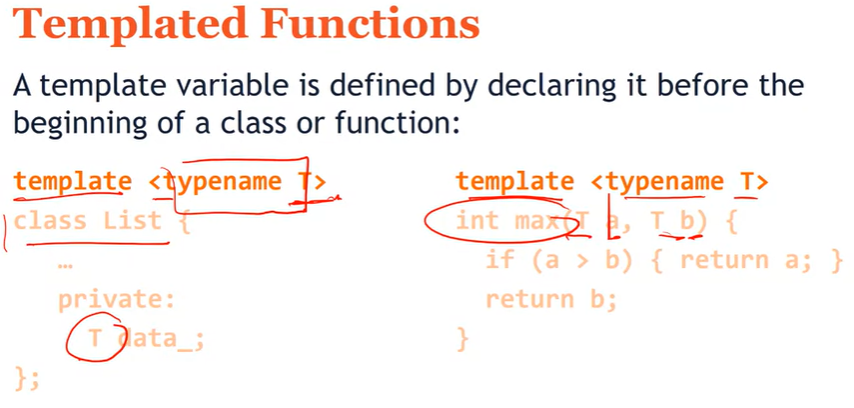 Templated Functions
A template variable is defined by declaring it before the
beginning of a class or function:
template <typename T>
class List {
…
private:
T data_;
};
template <typename T>
int max(T a, T b) {
if (a > b) { return a; }
return b;
}